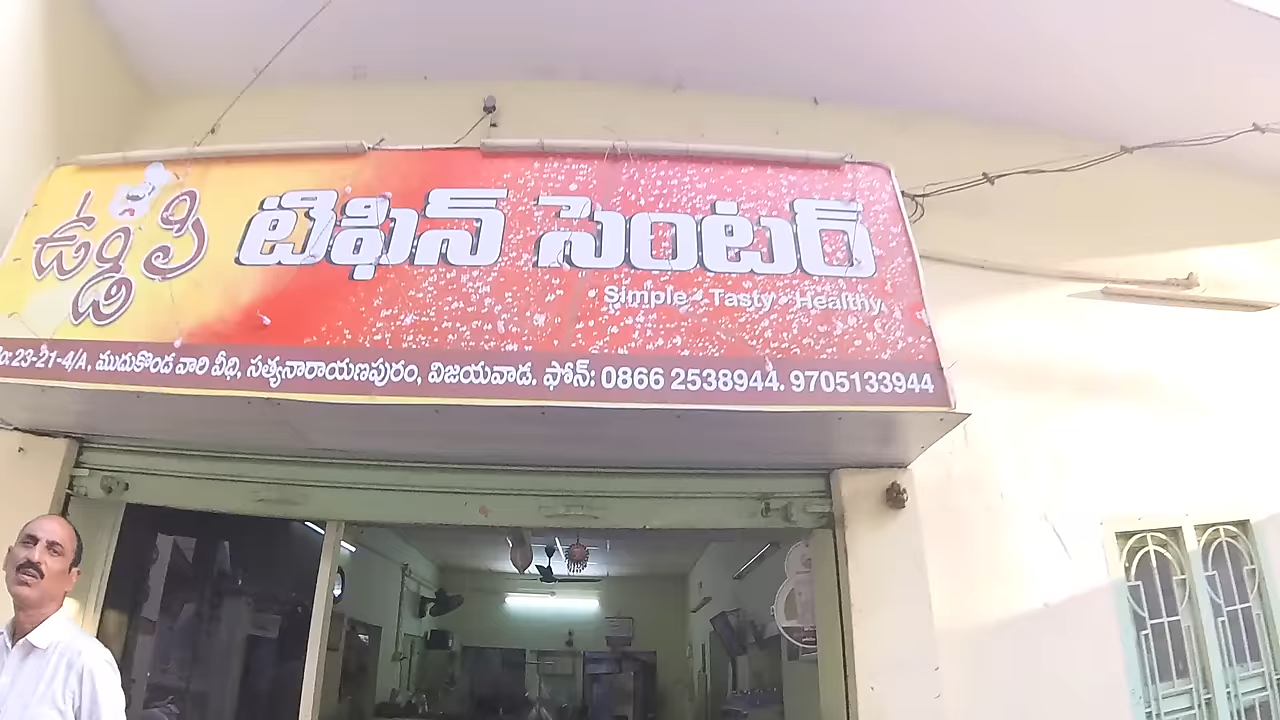 ఉడ్డిపి టిఫిన్ సెంటర్
Simple • Tasty • Healthy
23-21-4/A, ముదుకొండ వారి వీధి, సత్యనారాయణపురం, విజయవాడ. ఫోన్: 0866 2538944. 9705133944